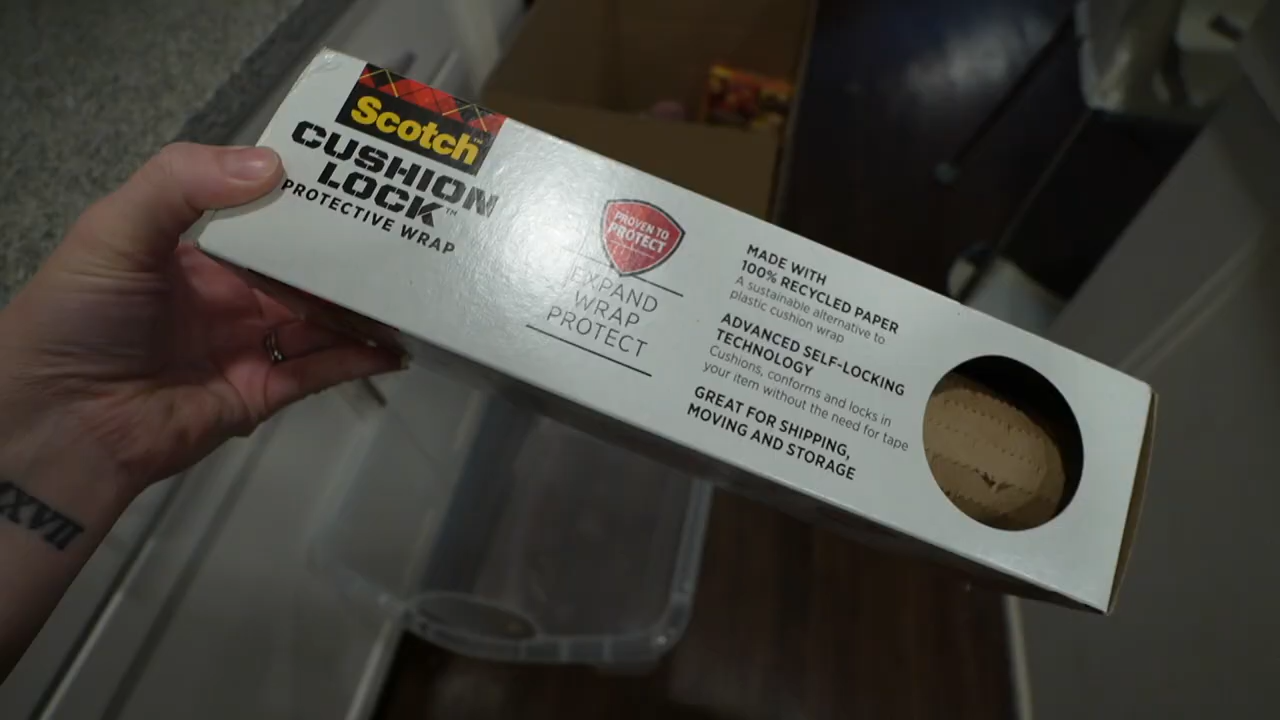 Scotch™
CUSHION
LOCK™
PROTECTIVE WRAP
PROVEN TO
PROTECT
EXPAND
WRAP
PROTECT
MADE WITH
100% RECYCLED PAPER
A sustainable alternative to
plastic cushion wrap
ADVANCED SELF-LOCKING
TECHNOLOGY
Cushions, conforms and locks in
your item without the need for tape
GREAT FOR SHIPPING,
MOVING AND STORAGE
XXVII